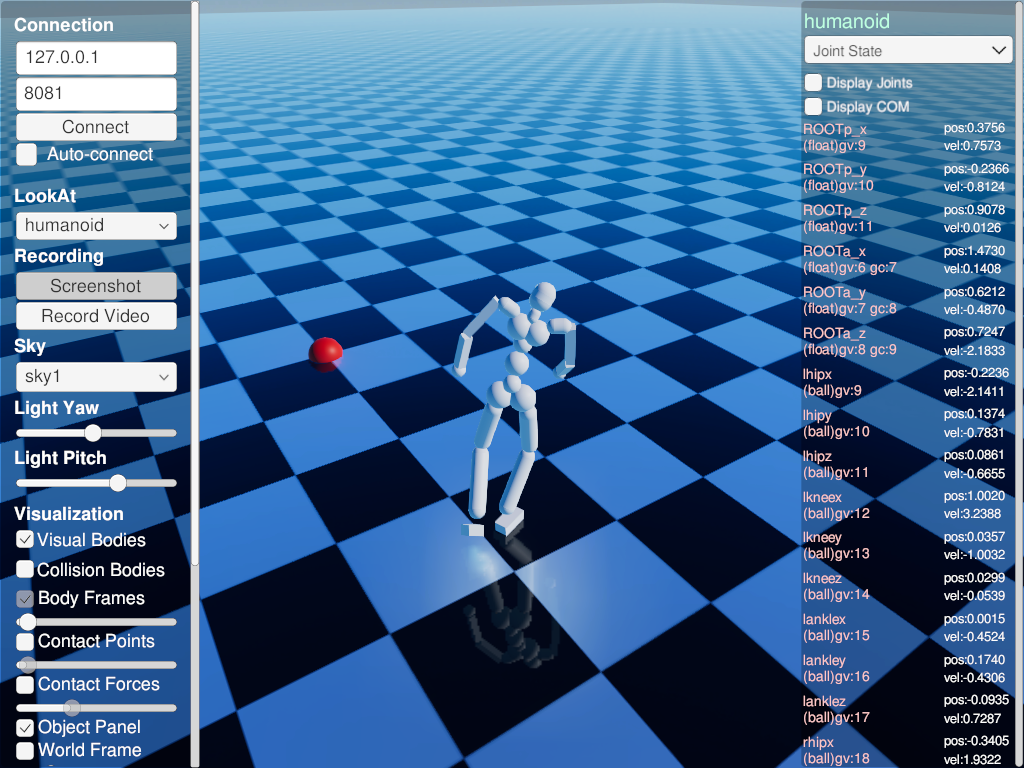 Connection
127.0.0.1
8081
Connect
Auto-connect
LookAt
humanoid
Recording
Screenshot
Record Video
Sky
sky1
Light Yaw
Light Pitch
Visualization
Visual Bodies
Collision Bodies
Body Frames
Contact Points
Contact Forces
Object Panel
World Frame
humanoid
Joint State
Display Joints
Display COM
ROOTp_x pos:0.3756
(float)gv:9 vel:0.7573
ROOTp_y pos:-0.2366
(float)gv:10 vel:-0.8124
ROOTp_z pos:0.9078
(float)gv:11 vel:0.0126
ROOTa_x pos:1.4730
(float)gv:6 gc:7 vel:0.1408
ROOTa_y pos:0.6212
(float)gv:7 gc:8 vel:-0.4870
ROOTa_z pos:0.7247
(float)gv:8 gc:9 vel:-2.1833
lhipx pos:-0.2236
(ball)gv:9 vel:-2.1411
lhipy pos:0.1374
(ball)gv:10 vel:-0.7831
lhipz pos:0.0861
(ball)gv:11 vel:-0.6655
lkneex pos:1.0020
(ball)gv:12 vel:3.2388
lkneey pos:0.0357
(ball)gv:13 vel:-1.0032
lkneez pos:0.0299
(ball)gv:14 vel:-0.0539
lanklex pos:0.0015
(ball)gv:15 vel:-0.4524
lankley pos:0.1740
(ball)gv:16 vel:-0.4306
lanklez pos:-0.0935
(ball)gv:17 vel:0.7287
rhipx pos:-0.3405
(ball)gv:18 vel:1.9322